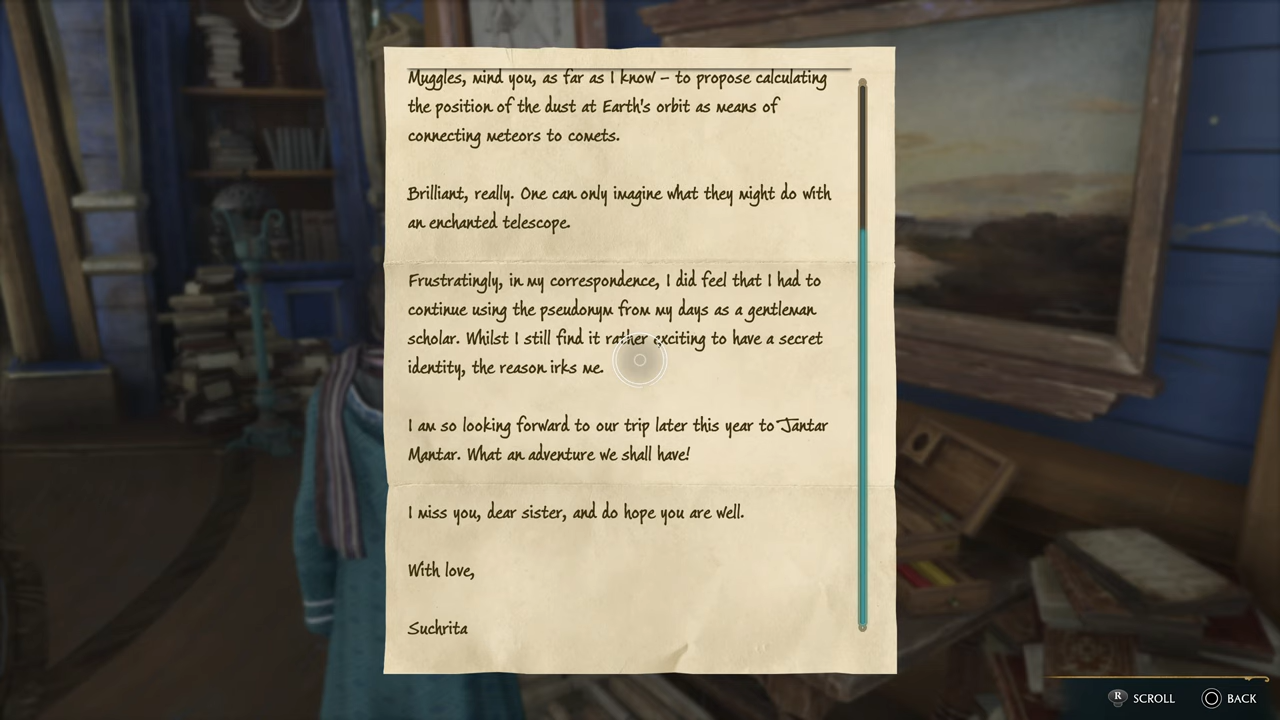 Muggles, mind you, as far as I know – to propose calculating
the position of the dust at Earth's orbit as means of
connecting meteors to comets.
Brilliant, really. One can only imagine what they might do with
an enchanted telescope.
Frustratingly, in my correspondence, I did feel that I had to
continue using the pseudonym from my days as a gentleman
scholar. Whilst I still find it rather exciting to have a secret
identity, the reason irks me.
I am so looking forward to our trip later this year to Jantar
Mantar. What an adventure we shall have!
I miss you, dear sister, and do hope you are well.
With love,
Suchrita
R SCROLL
BACK